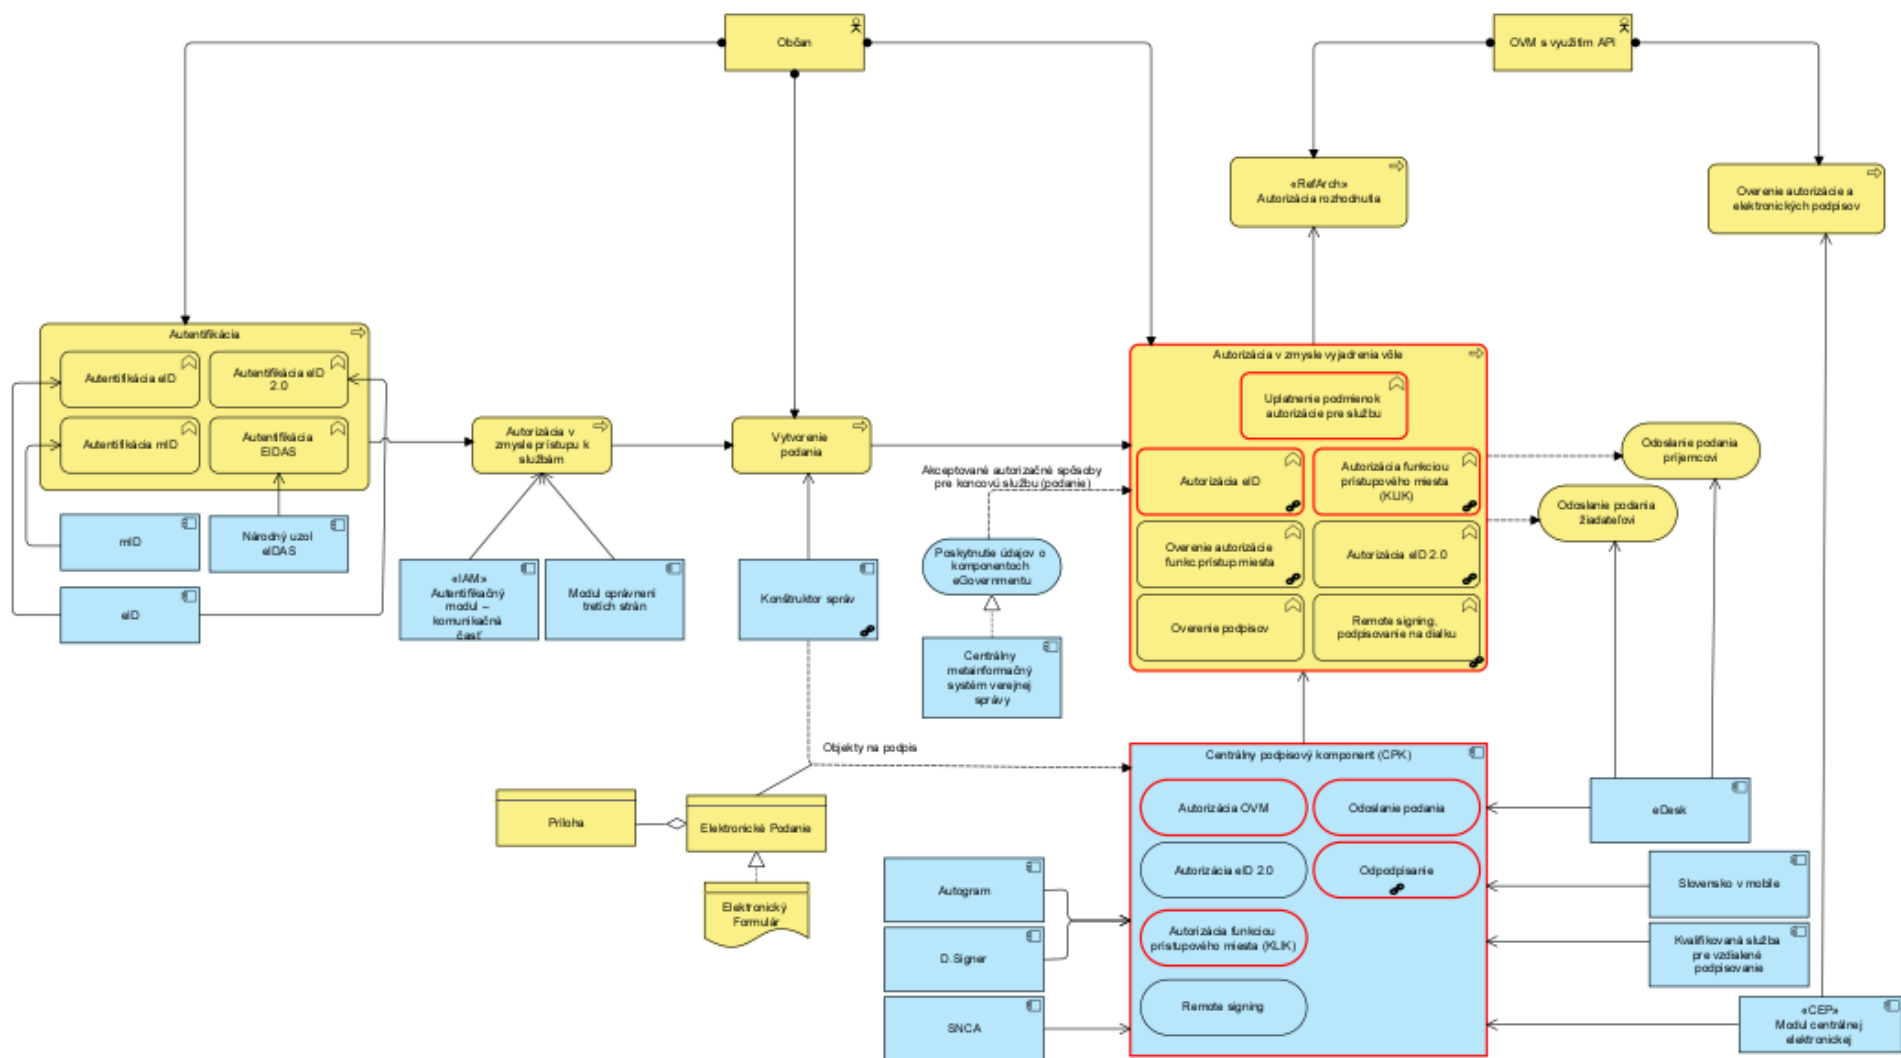 Občan
OVM s využitím API
«RefArch»
Autorizácia rozhodnutia
Overenie autorizácie a
elektronických podpisov
Autentifikácia
Autentifikácia eID
Autentifikácia eID
2.0
Autentifikácia mID
Autentifikácia
EIDAS
mID
Národný uzol
eIDAS
eID
Autorizácia v
zmysle prístupu k
službám
«IAM»
Autentifikačný
modul –
komunikačná
časť
Modul oprávnení
tretích strán
Vytvorenie
podania
Konštruktor správ
Akceptované autorizačné spôsoby
pre koncovú službu (podanie)
Poskytnutie údajov o
komponentoch
eGovernmentu
Centrálny
metainformačný
systém verejnej
správy
Autorizácia v zmysle vyjadrenia vôle
Uplatnenie podmienok
autorizácie pre službu
Autorizácia eID
Autorizácia funkciou
prístupového miesta
(KLIK)
Overenie autorizácie
funkc.prístup.miesta
Autorizácia eID 2.0
Overenie podpisov
Remote signing,
podpisovanie na dialku
Odoslanie podania
príjemcovi
Odoslanie podania
žiadateľovi
Objekty na podpis
Príloha
Elektronické Podanie
Elektronický
Formulár
Centrálny podpisový komponent (CPK)
Autorizácia OVM
Odoslanie podania
Autorizácia eID 2.0
Odpodpísanie
Autorizácia funkciou
prístupového miesta (KLIK)
Remote signing
Autogram
D.Signer
SNCA
eDesk
Slovensko v mobile
Kvalifikovaná služba
pre vzdialené
podpisovanie
«CEP»
Modul centrálnej
elektronickej